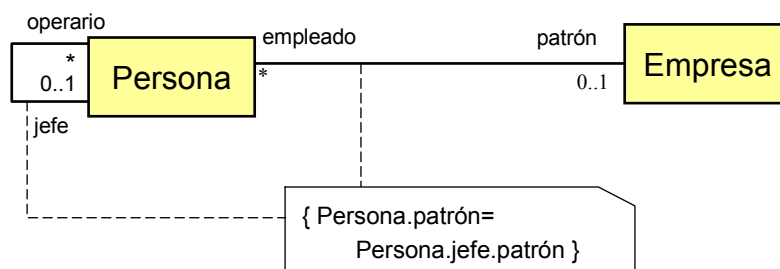 operario
*
0..1
jefe
Persona
empleado
*
patrón
0..1
Empresa
{ Persona.patrón=
Persona.jefe.patrón }